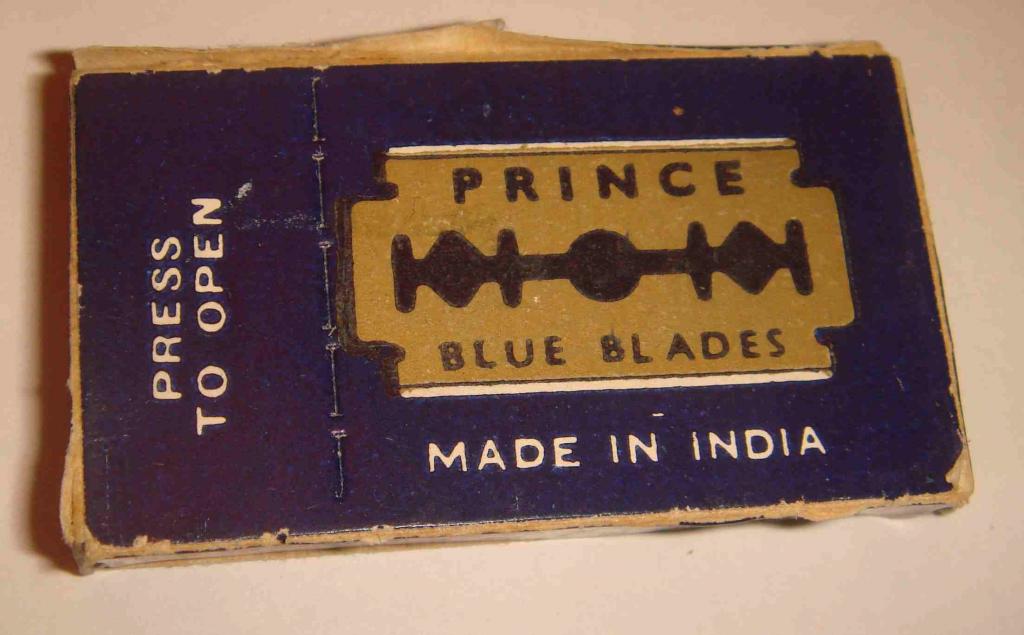 PRESS
TO OPEN
PRINCE
BLUE BLADES
MADE IN INDIA